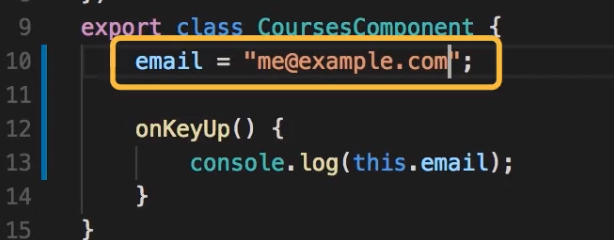 9 export class CoursesComponent {
10 email = "me@example.com";
11
12 onKeyUp() {
13 console.log(this.email);
14 }
15 }